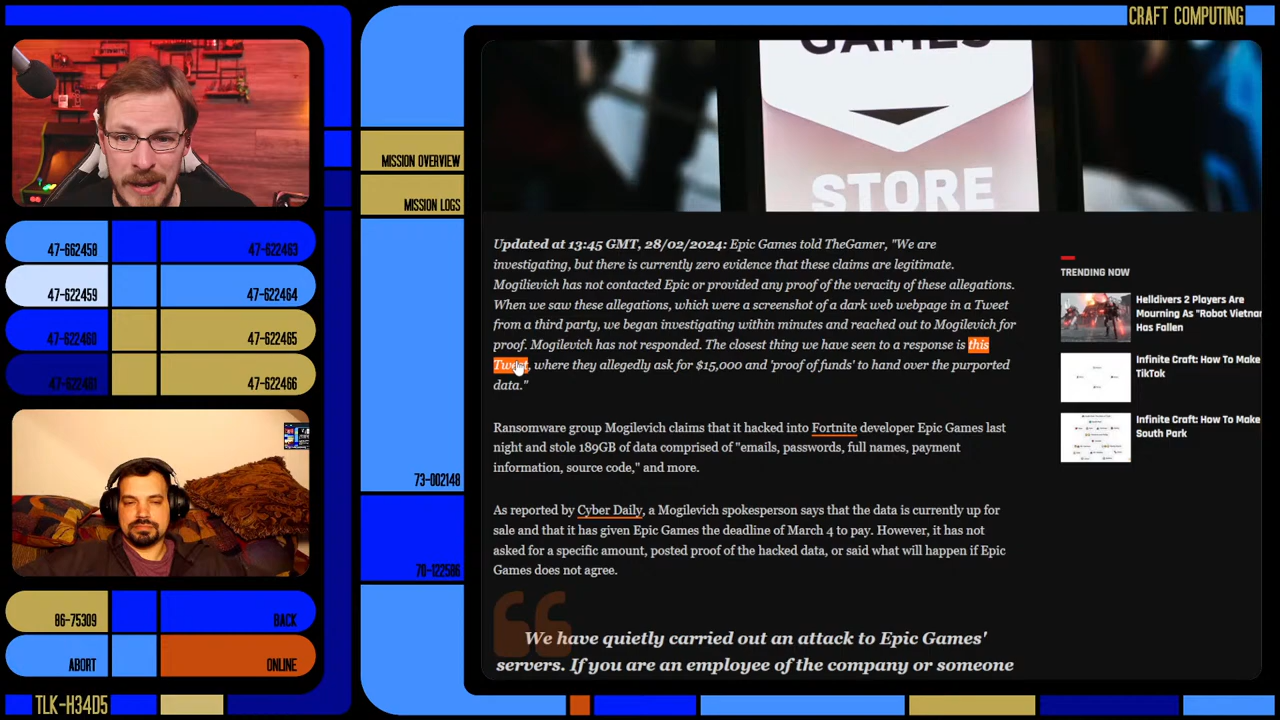 CRAFT COMPUTING
MISSION OVERVIEW
MISSION LOGS
47-662458
47-622463
47-622459
47-622464
47-622460
47-622465
47-622461
47-622466
86-75309
BACK
ABORT
ONLINE
TLK-H34D5
73-002148
70-122586
GAMES
STORE
Updated at 13:45 GMT, 28/02/2024: Epic Games told TheGamer, "We are
investigating, but there is currently zero evidence that these claims are legitimate.
Mogilievich has not contacted Epic or provided any proof of the veracity of these allegations.
When we saw these allegations, which were a screenshot of a dark web webpage in a Tweet
from a third party, we began investigating within minutes and reached out to Mogilevich for
proof. Mogilevich has not responded. The closest thing we have seen to a response is this
Tweet, where they allegedly ask for $15,000 and 'proof of funds' to hand over the purported
data."
Ransomware group Mogilevich claims that it hacked into Fortnite developer Epic Games last
night and stole 189GB of data comprised of "emails, passwords, full names, payment
information, source code," and more.
As reported by Cyber Daily, a Mogilevich spokesperson says that the data is currently up for
sale and that it has given Epic Games the deadline of March 4 to pay. However, it has not
asked for a specific amount, posted proof of the hacked data, or said what will happen if Epic
Games does not agree.
We have quietly carried out an attack to Epic Games'
servers. If you are an employee of the company or someone
TRENDING NOW
Helldivers 2 Players Are
Mourning As "Robot Vietnam
Has Fallen
Infinite Craft: How To Make
TikTok
Infinite Craft: How To Make
South Park